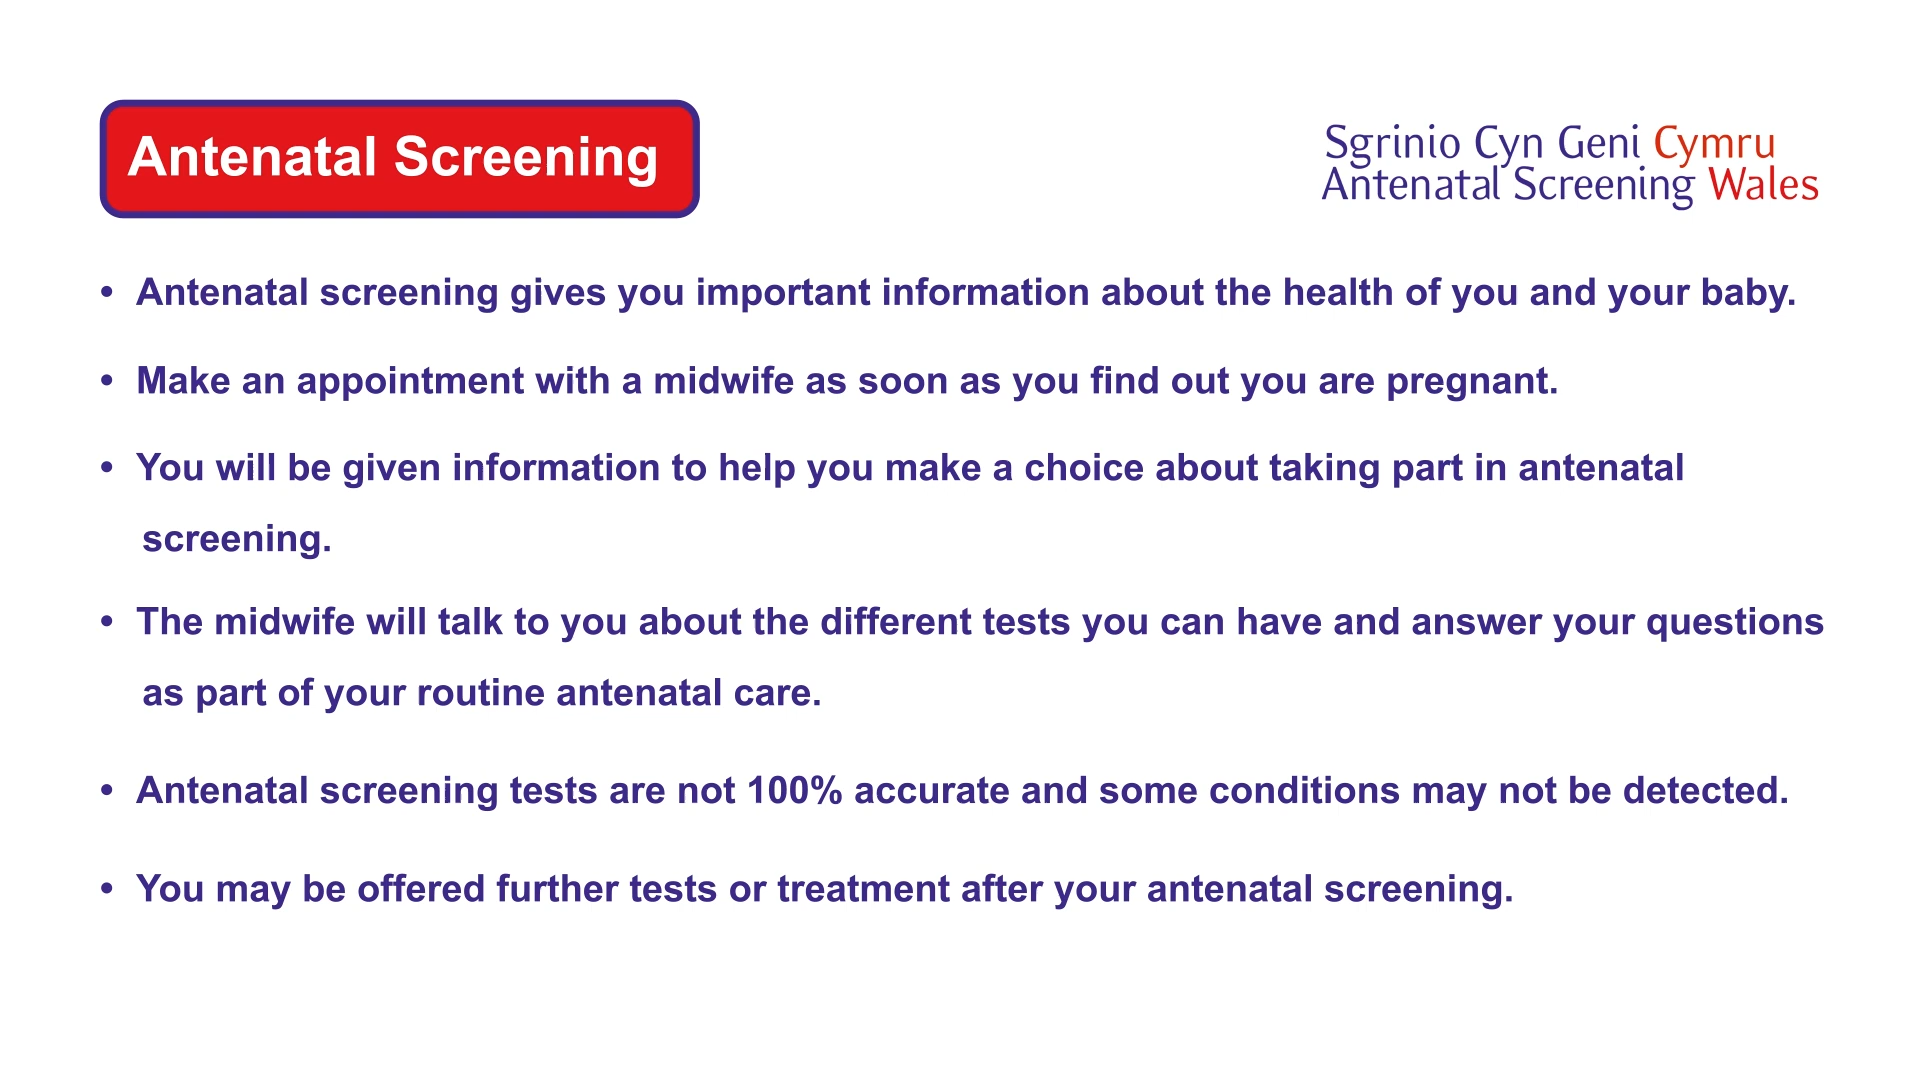 Antenatal Screening
Sgrinio Cyn Geni Cymru
Antenatal Screening Wales
• Antenatal screening gives you important information about the health of you and your baby.
• Make an appointment with a midwife as soon as you find out you are pregnant.
• You will be given information to help you make a choice about taking part in antenatal
screening.
• The midwife will talk to you about the different tests you can have and answer your questions
as part of your routine antenatal care.
• Antenatal screening tests are not 100% accurate and some conditions may not be detected.
• You may be offered further tests or treatment after your antenatal screening.